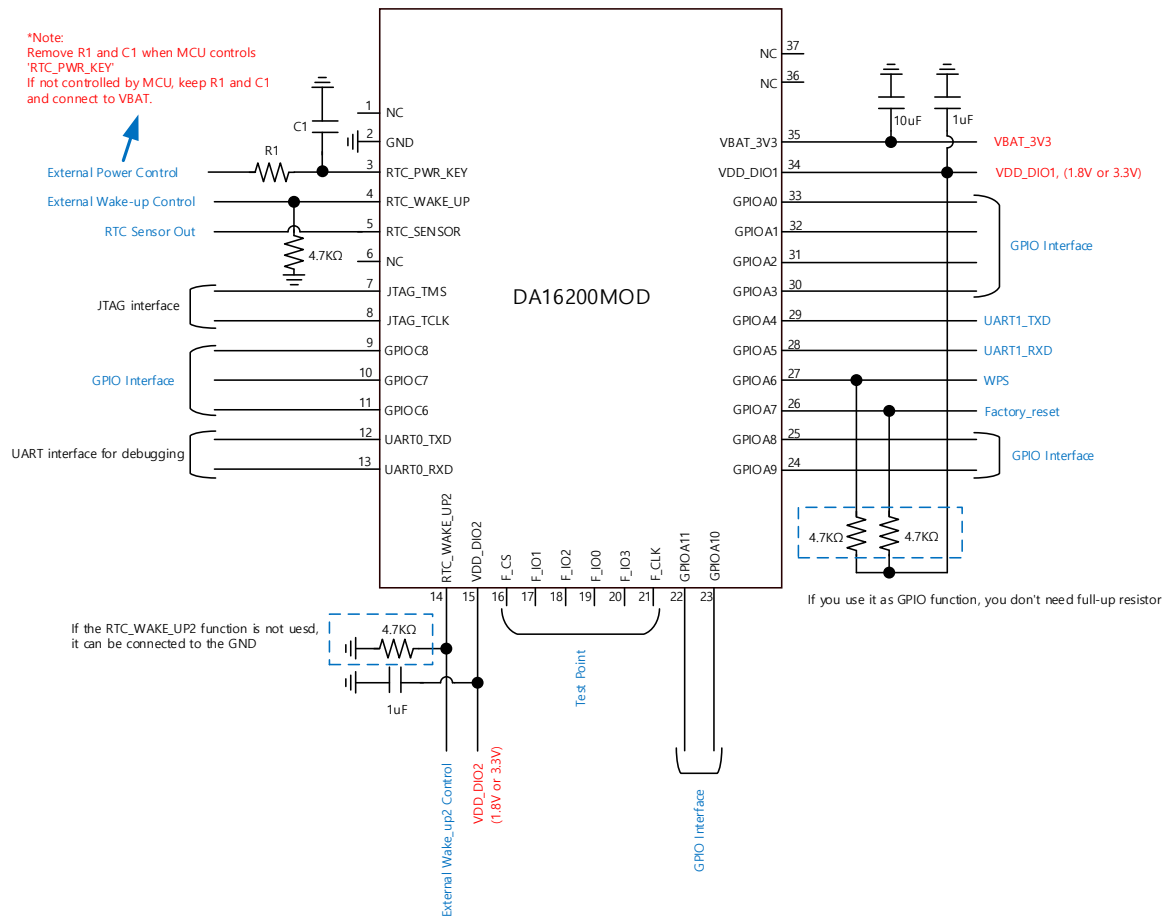 *Note:
Remove R1 and C1 when MCU controls
'RTC_PWR_KEY'
If not controlled by MCU, keep R1 and C1
and connect to VBAT.
External Power Control
External Wake-up Control
RTC Sensor Out
JTAG interface
GPIO Interface
UART interface for debugging
R1
C1
4.7KΩ
1 NC
2 GND
3 RTC_PWR_KEY
4 RTC_WAKE_UP
5 RTC_SENSOR
6 NC
7 JTAG_TMS
8 JTAG_TCLK
9 GPIOC8
10 GPIOC7
11 GPIOC6
12 UART0_TXD
13 UART0_RXD
DA16200MOD
NC 37
NC 36
VBAT_3V3 35
VDD_DIO1 34
GPIOA0 33
GPIOA1 32
GPIOA2 31
GPIOA3 30
GPIOA4 29
GPIOA5 28
GPIOA6 27
GPIOA7 26
GPIOA8 25
GPIOA9 24
10uF
1uF
VBAT_3V3
VDD_DIO1, (1.8V or 3.3V)
GPIO Interface
UART1_TXD
UART1_RXD
WPS
Factory_reset
GPIO Interface
4.7KΩ
4.7KΩ
If you use it as GPIO function, you don't need full-up resistor
RTC_WAKE_UP2
VDD_DIO2
F_CS
F_IO1
F_IO2
F_IO0
F_IO3
F_CLK
GPIOA11
GPIOA10
14
15
16
17
18
19
20
21
22
23
If the RTC_WAKE_UP2 function is not uesd,
it can be connected to the GND
4.7KΩ
1uF
External Wake_up2 Control
VDD_DIO2
(1.8V or 3.3V)
Test Point
GPIO Interface